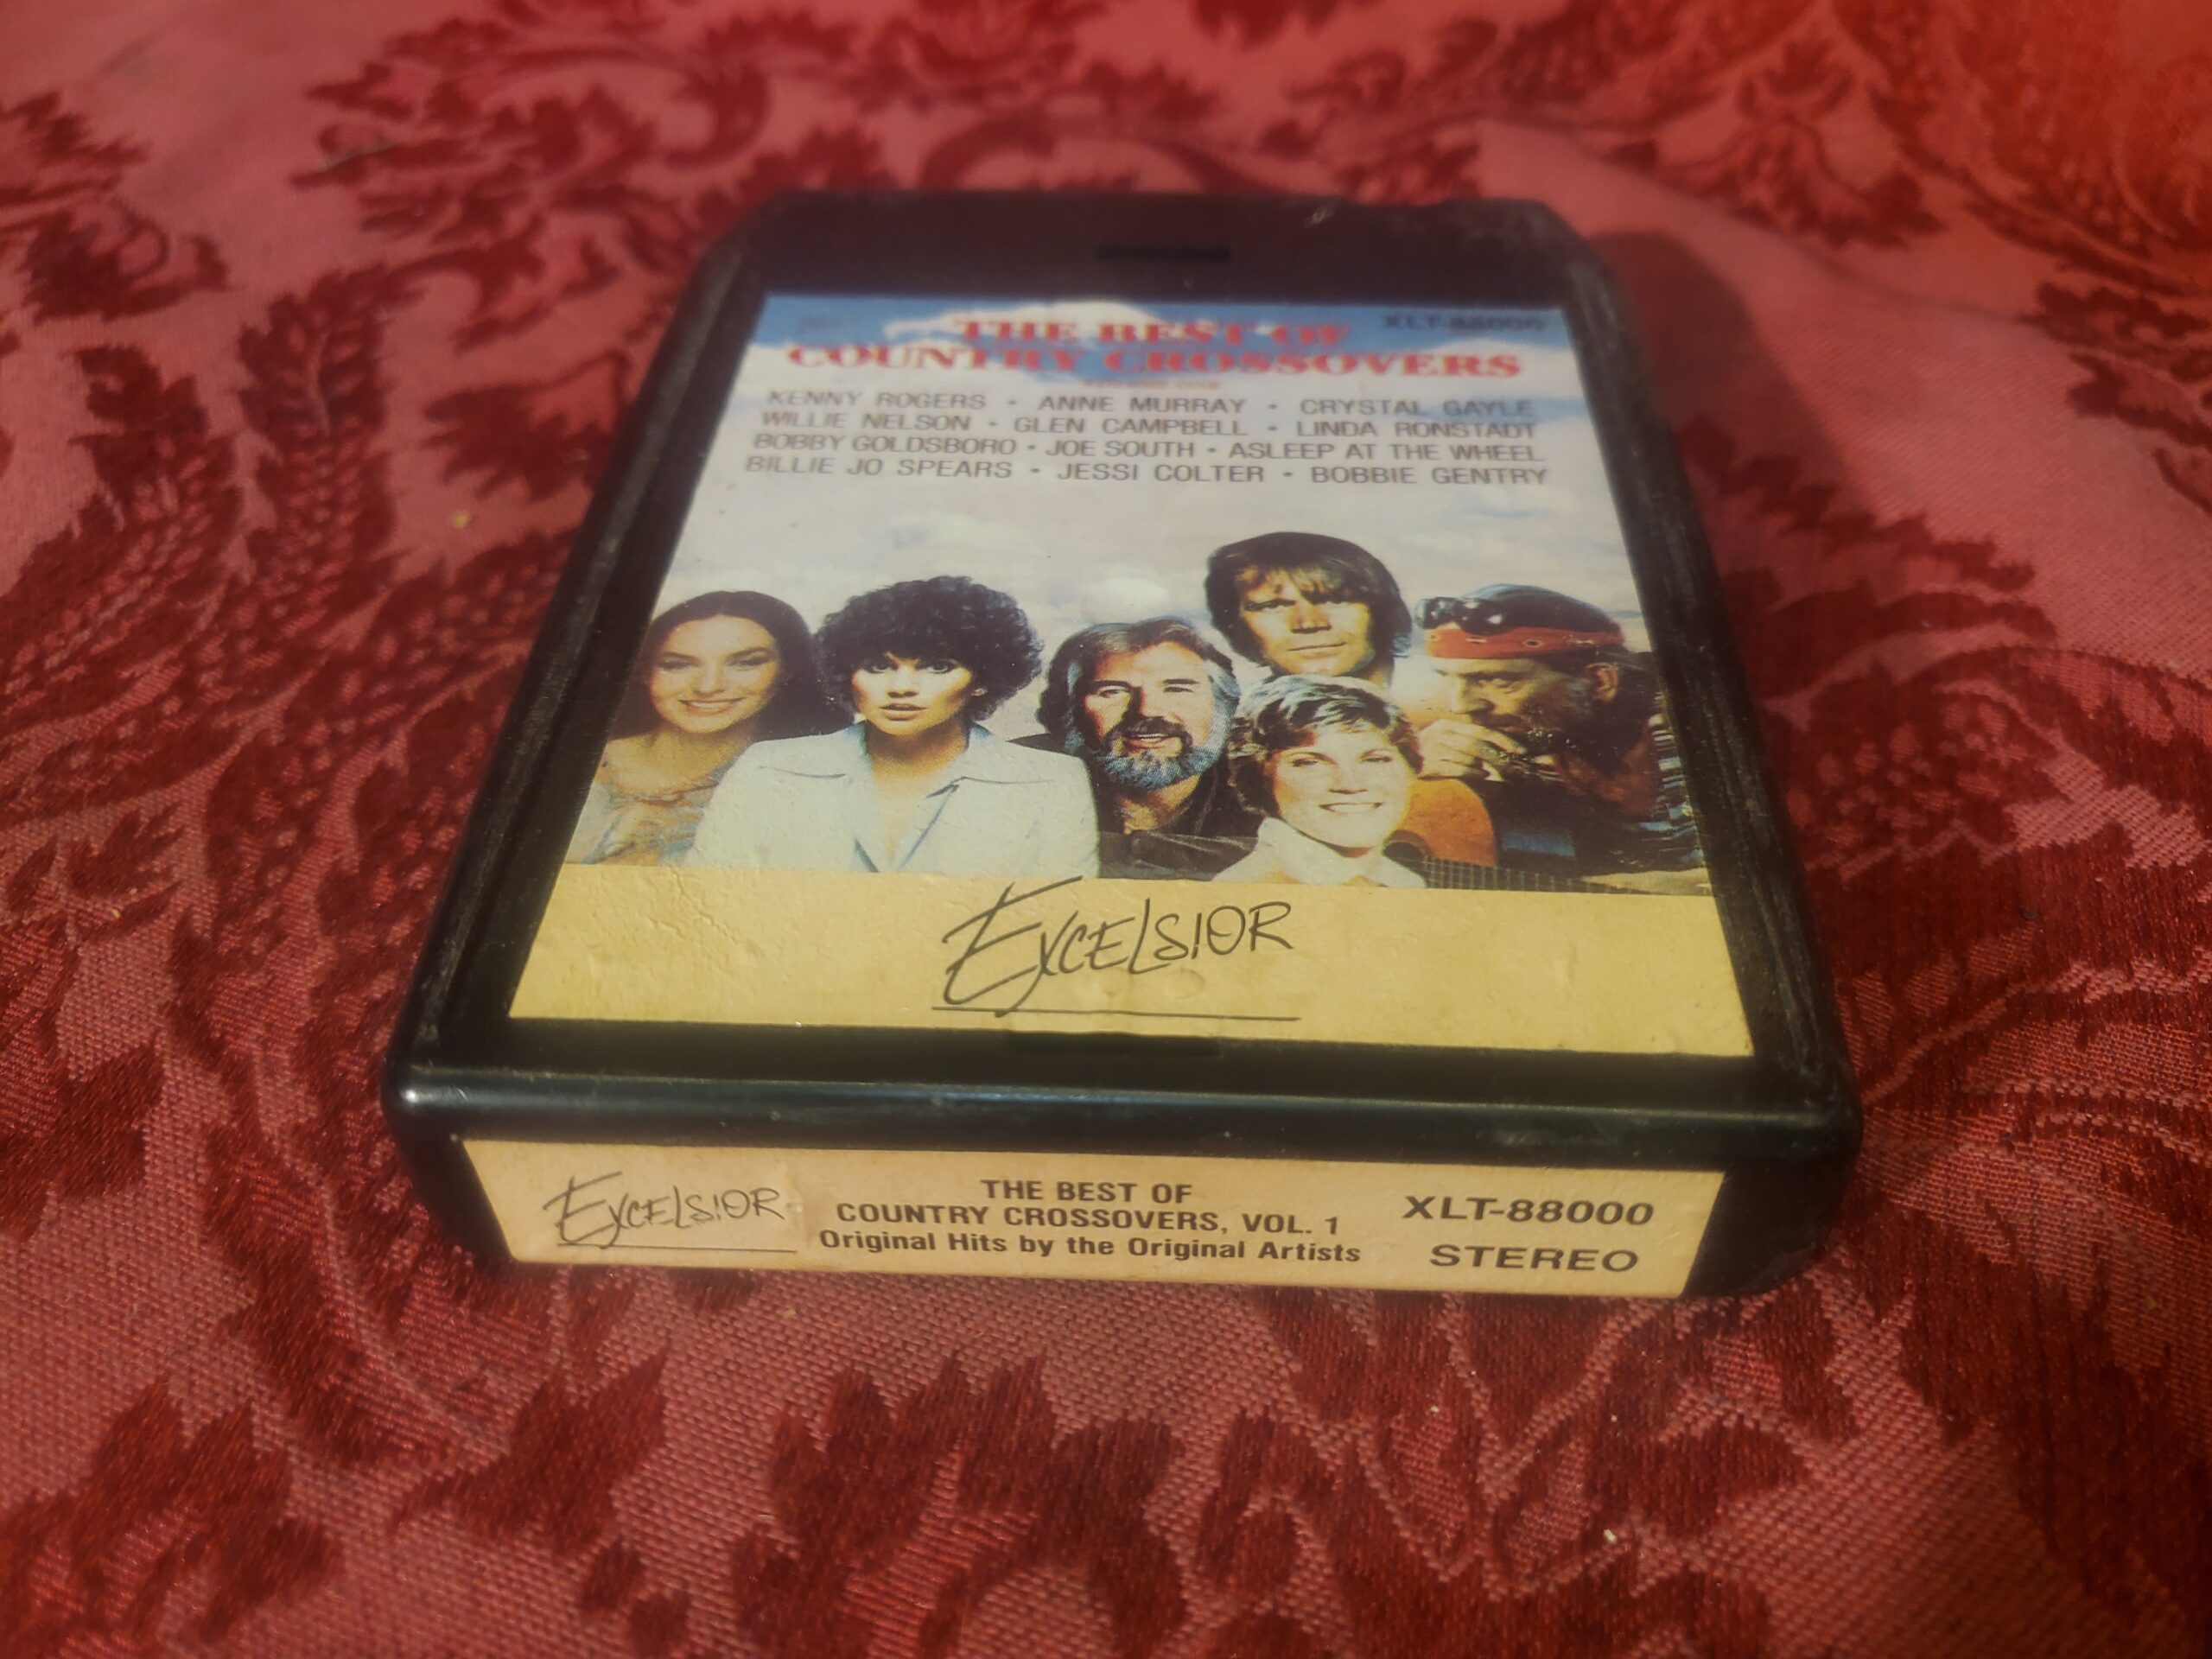 THE BEST OF
XLT-88000
COUNTRY CROSSOVERS
VOLUME ONE
KENNY ROGERS • ANNE MURRAY • CRYSTAL GAYLE
WILLIE NELSON • GLEN CAMPBELL • LINDA RONSTADT
BOBBY GOLDSBORO • JOE SOUTH • ASLEEP AT THE WHEEL
BILLIE JO SPEARS • JESSI COLTER • BOBBIE GENTRY
EXCELSIOR
EXCELSIOR
THE BEST OF
COUNTRY CROSSOVERS, VOL. 1
Original Hits by the Original Artists
XLT-88000
STEREO